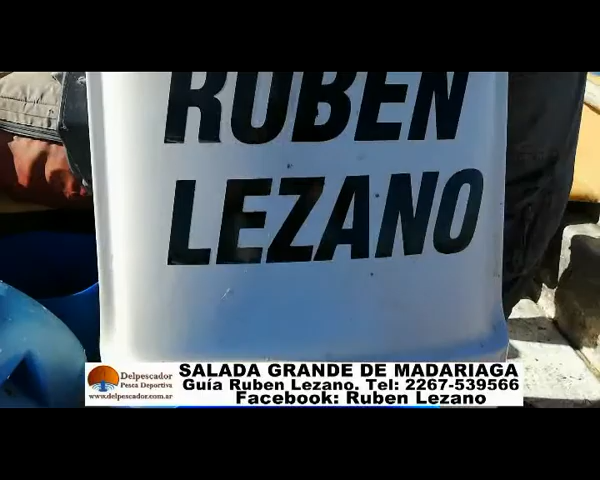 RUBEN
LEZANO
Delpescador
Pesca Deportiva
www.delpescador.com.ar
SALADA GRANDE DE MADARIAGA
Guía Ruben Lezano. Tel: 2267-539566
Facebook: Ruben Lezano